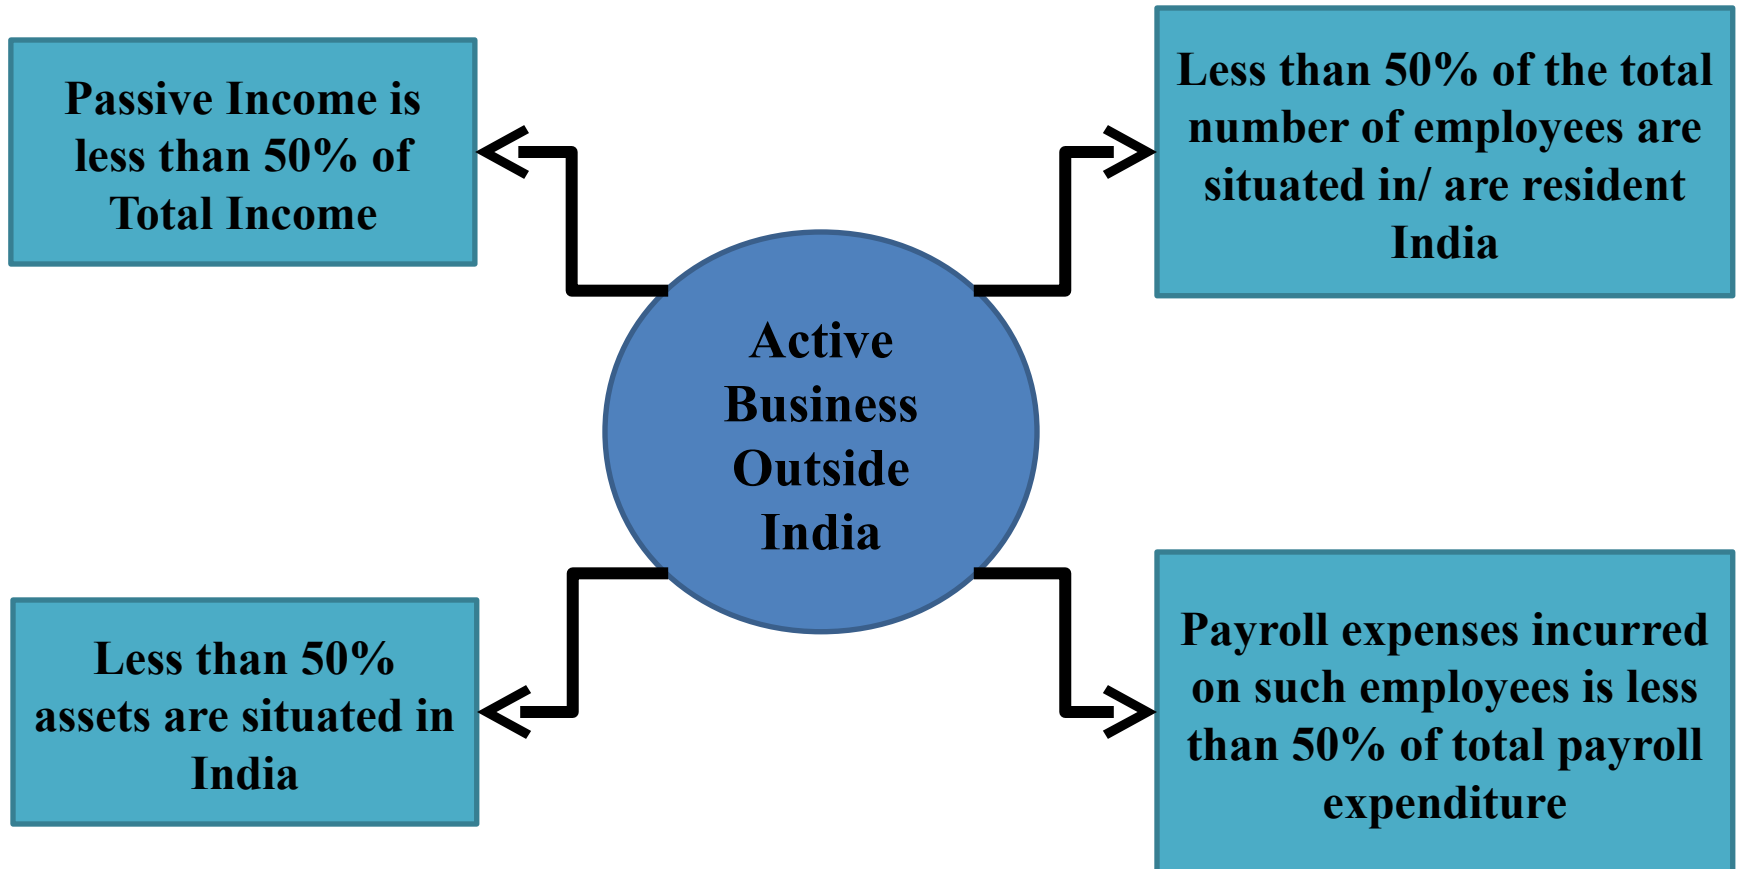 Passive Income is
less than 50% of
Total Income
Less than 50% of the total
number of employees are
situated in/ are resident
India
Active
Business
Outside
India
Less than 50%
assets are situated in
India
Payroll expenses incurred
on such employees is less
than 50% of total payroll
expenditure